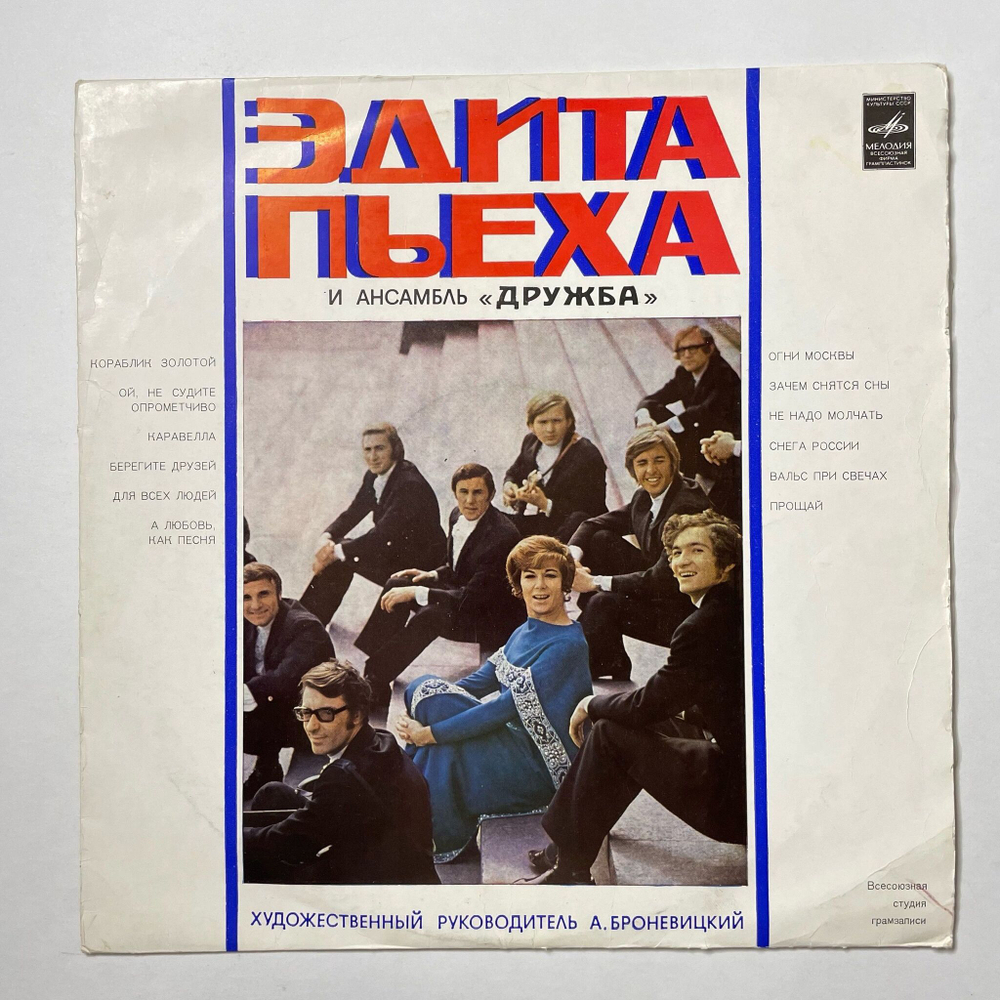 ЭДИТА
ПЬЕХА
И АНСАМБЛЬ «ДРУЖБА»
МИНИСТЕРСТВО
КУЛЬТУРЫ СССР
МЕЛОДИЯ
ВСЕСОЮЗНАЯ
ФИРМА
ГРАМПЛАСТИНОК
КОРАБЛИК ЗОЛОТОЙ
ОЙ, НЕ СУДИТЕ
ОПРОМЕТЧИВО
КАРАВЕЛЛА
БЕРЕГИТЕ ДРУЗЕЙ
ДЛЯ ВСЕХ ЛЮДЕЙ
А ЛЮБОВЬ,
КАК ПЕСНЯ
ОГНИ МОСКВЫ
ЗАЧЕМ СНЯТСЯ СНЫ
НЕ НАДО МОЛЧАТЬ
СНЕГА РОССИИ
ВАЛЬС ПРИ СВЕЧАХ
ПРОЩАЙ
Всесоюзная
студия
грамзаписи
ХУДОЖЕСТВЕННЫЙ РУКОВОДИТЕЛЬ А. БРОНЕВИЦКИЙ